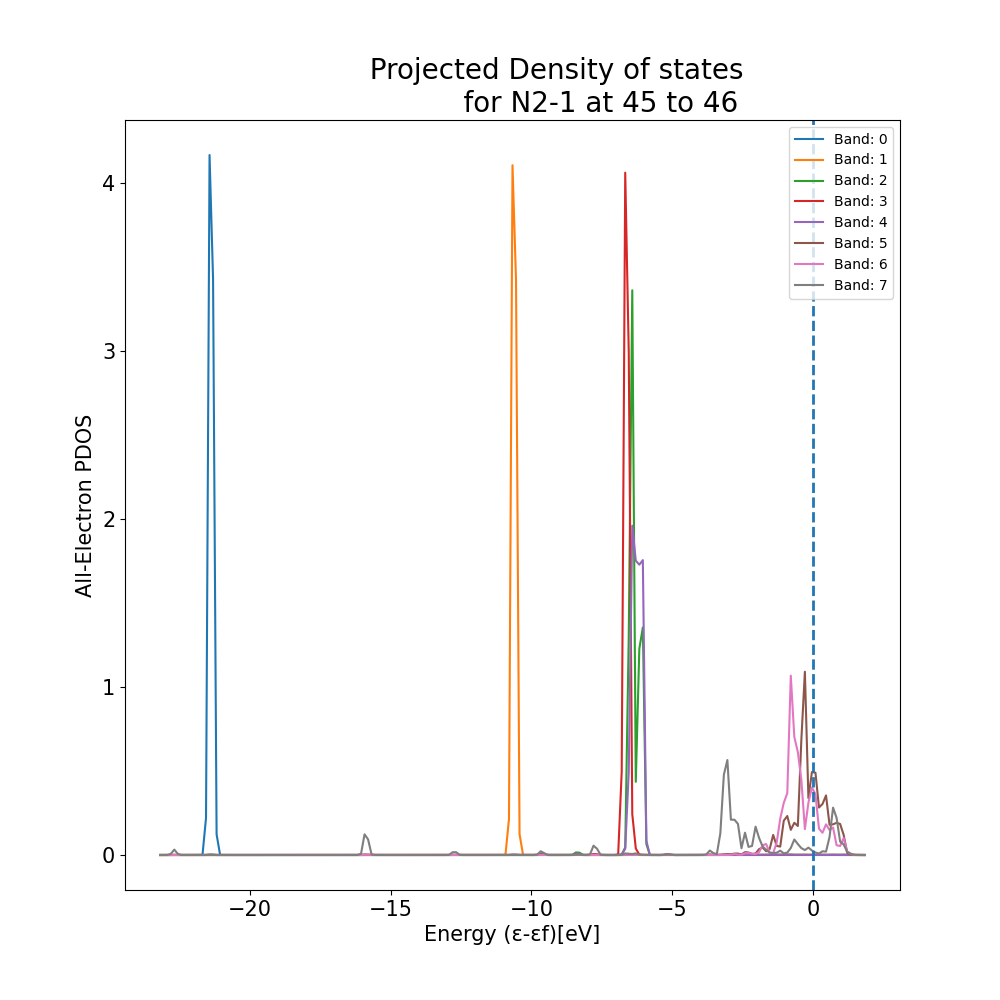 Projected Density of states
for N2-1 at 45 to 46
Band: 0
Band: 1
Band: 2
Band: 3
Band: 4
Band: 5
Band: 6
Band: 7
4
3
2
1
0
All-Electron PDOS
−20 −15 −10 −5 0
Energy (ε-εf)[eV]